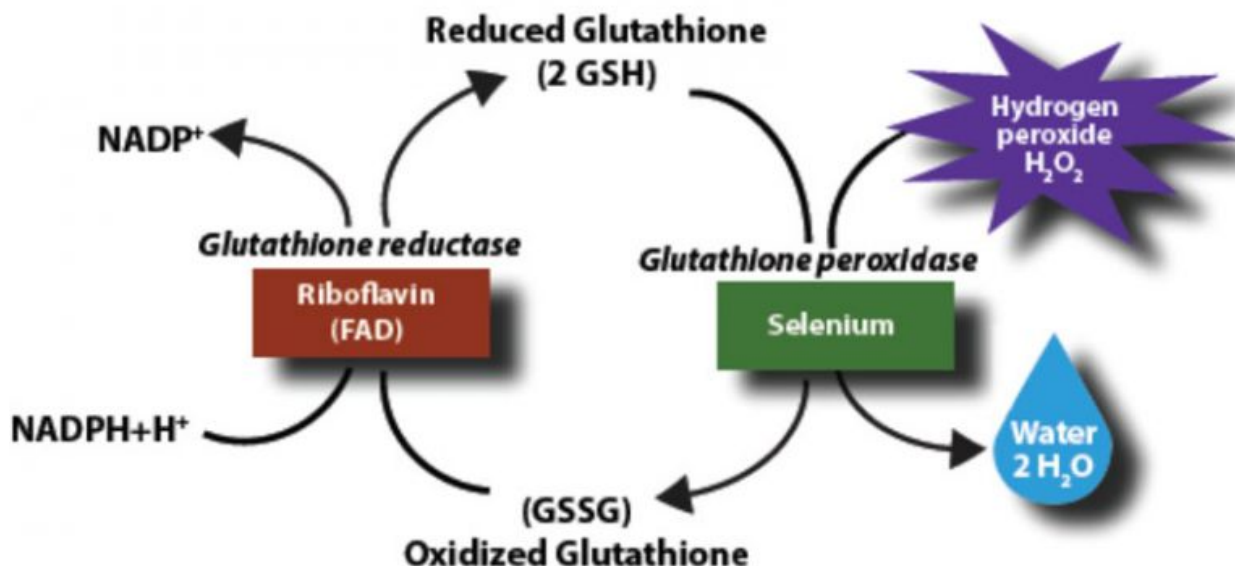 Reduced Glutathione
(2 GSH)
Hydrogen
peroxide
H₂O₂
NADP⁺
Glutathione reductase
Glutathione peroxidase
Riboflavin
(FAD)
Selenium
NADPH+H⁺
Water
2 H₂O
(GSSG)
Oxidized Glutathione